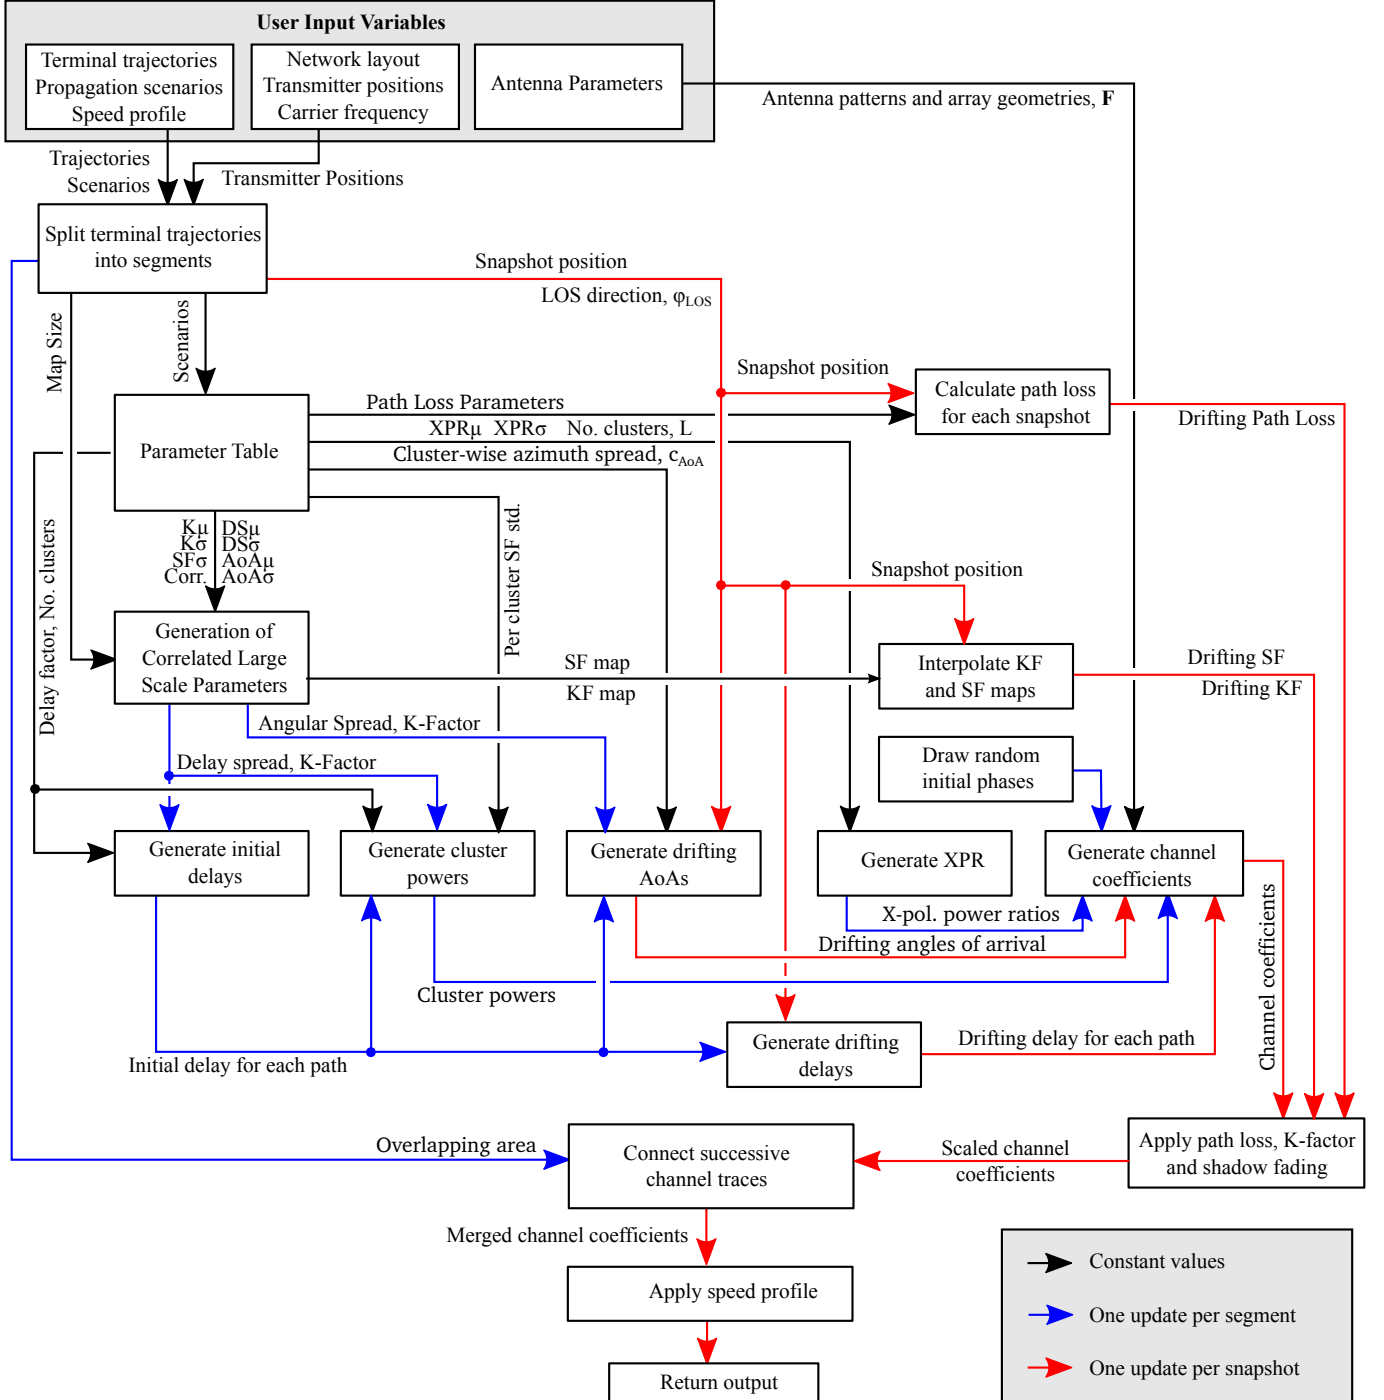 User Input Variables
Terminal trajectories
Propagation scenarios
Speed profile
Network layout
Transmitter positions
Carrier frequency
Antenna Parameters
Antenna patterns and array geometries, F
Trajectories
Scenarios
Transmitter Positions
Split terminal trajectories
into segments
Snapshot position
LOS direction, φLOS
Map Size
Scenarios
Snapshot position
Calculate path loss
for each snapshot
Drifting Path Loss
Parameter Table
Path Loss Parameters
XPRμ XPRσ No. clusters, L
Cluster-wise azimuth spread, cAoA
Per cluster SF std.
Delay factor, No. clusters
Kμ DSμ
Kσ DSσ
SFσ AoAμ
Corr. AoAσ
Snapshot position
Generation of
Correlated Large
Scale Parameters
SF map
KF map
Interpolate KF
and SF maps
Drifting SF
Drifting KF
Angular Spread, K-Factor
Delay spread, K-Factor
Draw random
initial phases
Generate initial
delays
Generate cluster
powers
Generate drifting
AoAs
Generate XPR
Generate channel
coefficients
X-pol. power ratios
Drifting angles of arrival
Cluster powers
Channel coefficients
Initial delay for each path
Generate drifting
delays
Drifting delay for each path
Overlapping area
Connect successive
channel traces
Scaled channel
coefficients
Apply path loss, K-factor
and shadow fading
Merged channel coefficients
Apply speed profile
Return output
Constant values
One update per segment
One update per snapshot